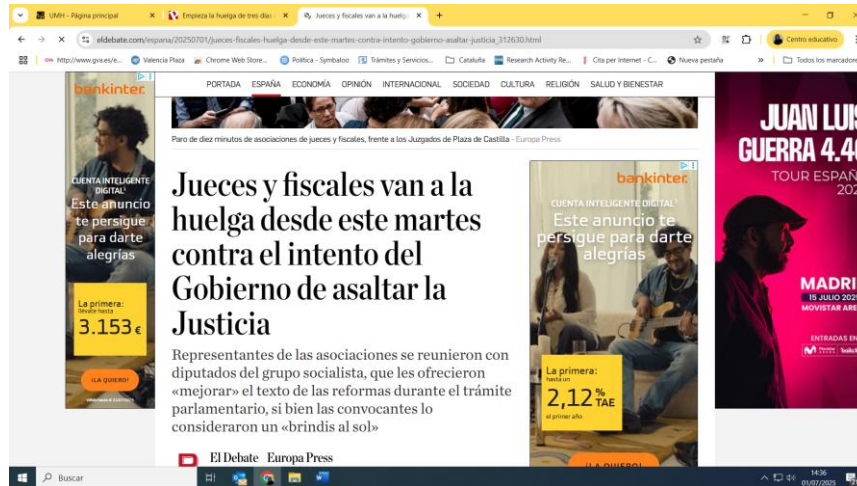 UMH - Página principal
Empieza la huelga de tres días
Jueces y fiscales van a la huelg
eldebate.com/espana/20250701/jueces-fiscales-huelga-desde-este-martes-contra-intento-gobierno-asaltar-justicia_312630.html
Centro educativo
http://www.gva.es/e...
Valencia Plaza
Chrome Web Store...
Política - Symbaloo
Trámites y Servicios...
Cataluña
Research Activity Re...
Cita per Internet - C...
Nueva pestaña
»
Todos los marcadores
PORTADA ESPAÑA ECONOMÍA OPINIÓN INTERNACIONAL SOCIEDAD CULTURA RELIGIÓN SALUD Y BIENESTAR
Paro de diez minutos de asociaciones de jueces y fiscales, frente a los Juzgados de Plaza de Castilla - Europa Press
bankinter.
CUENTA INTELIGENTE
DIGITAL
Este anuncio
te persigue
para darte
alegrías
La primera:
llévate hasta
3.153 €
¡LA QUIERO!
Jueces y fiscales van a la
huelga desde este martes
contra el intento del
Gobierno de asaltar la
Justicia
Representantes de las asociaciones se reunieron con
diputados del grupo socialista, que les ofrecieron
«mejorar» el texto de las reformas durante el trámite
parlamentario, si bien las convocantes lo
consideraron un «brindis al sol»
El Debate Europa Press
bankinter.
CUENTA INTELIGENTE DIGITAL
Este anuncio te
persigue para darte
alegrías
La primera:
hasta un
2,12 % TAE
el primer año
¡LA QUIERO!
JUAN LUIS
GUERRA 4.40
TOUR ESPAÑ
202
MADRI
15 JULIO 2025
MOVISTAR ARE
ENTRADAS EN
Buscar
14:36
01/07/2025